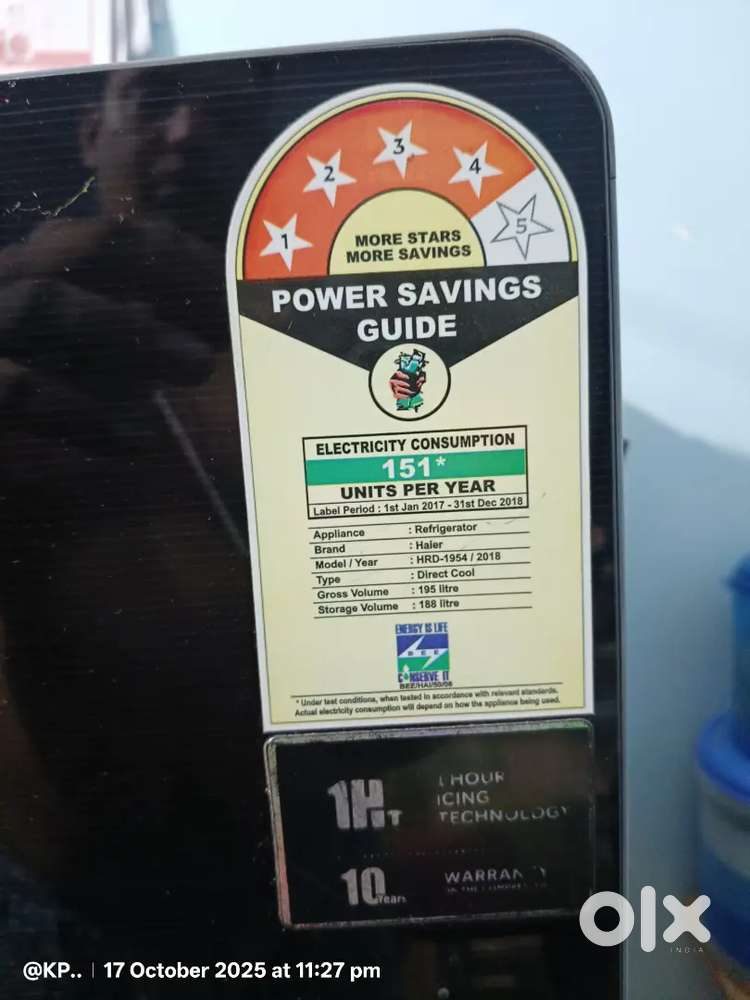 1
2
3
4
5
MORE STARS
MORE SAVINGS
POWER SAVINGS
GUIDE
ELECTRICITY CONSUMPTION
151*
UNITS PER YEAR
Label Period : 1st Jan 2017 - 31st Dec 2018
Appliance : Refrigerator
Brand : Haier
Model / Year : HRD-1954 / 2018
Type : Direct Cool
Gross Volume : 195 litre
Storage Volume : 188 litre
ENERGY IS LIFE
BEE
CONSERVE IT
* Under test conditions, when tested in accordance with relevant standards.
Actual electricity consumption will depend on how the appliance being used.
1HIT 1 HOUR
ICING
TECHNOLOGY
10 Years WARRANTY
olx
INDIA
@KP.. | 17 October 2025 at 11:27 pm